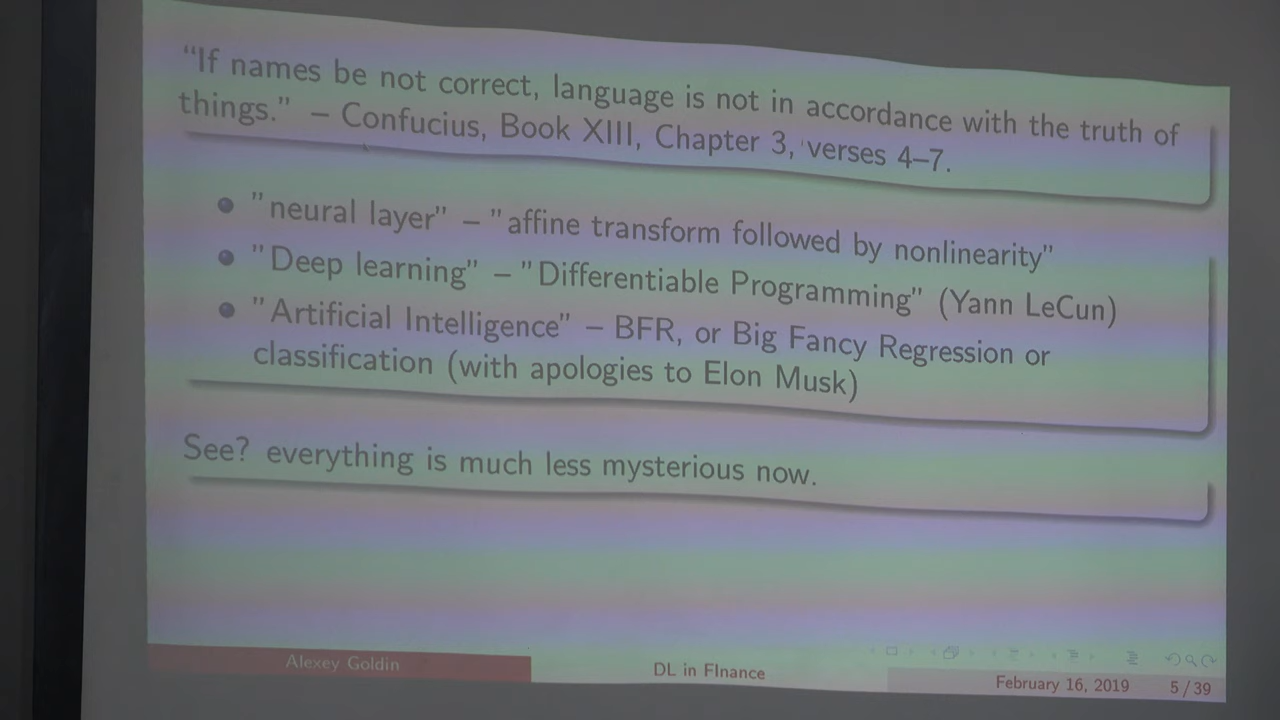 “If names be not correct, language is not in accordance with the truth of
things.” – Confucius, Book XIII, Chapter 3, verses 4–7.
"neural layer" – "affine transform followed by nonlinearity"
"Deep learning" – "Differentiable Programming" (Yann LeCun)
"Artificial Intelligence" – BFR, or Big Fancy Regression or
classification (with apologies to Elon Musk)
See? everything is much less mysterious now.
Alexey Goldin
DL in FInance
February 16, 2019
5 / 39